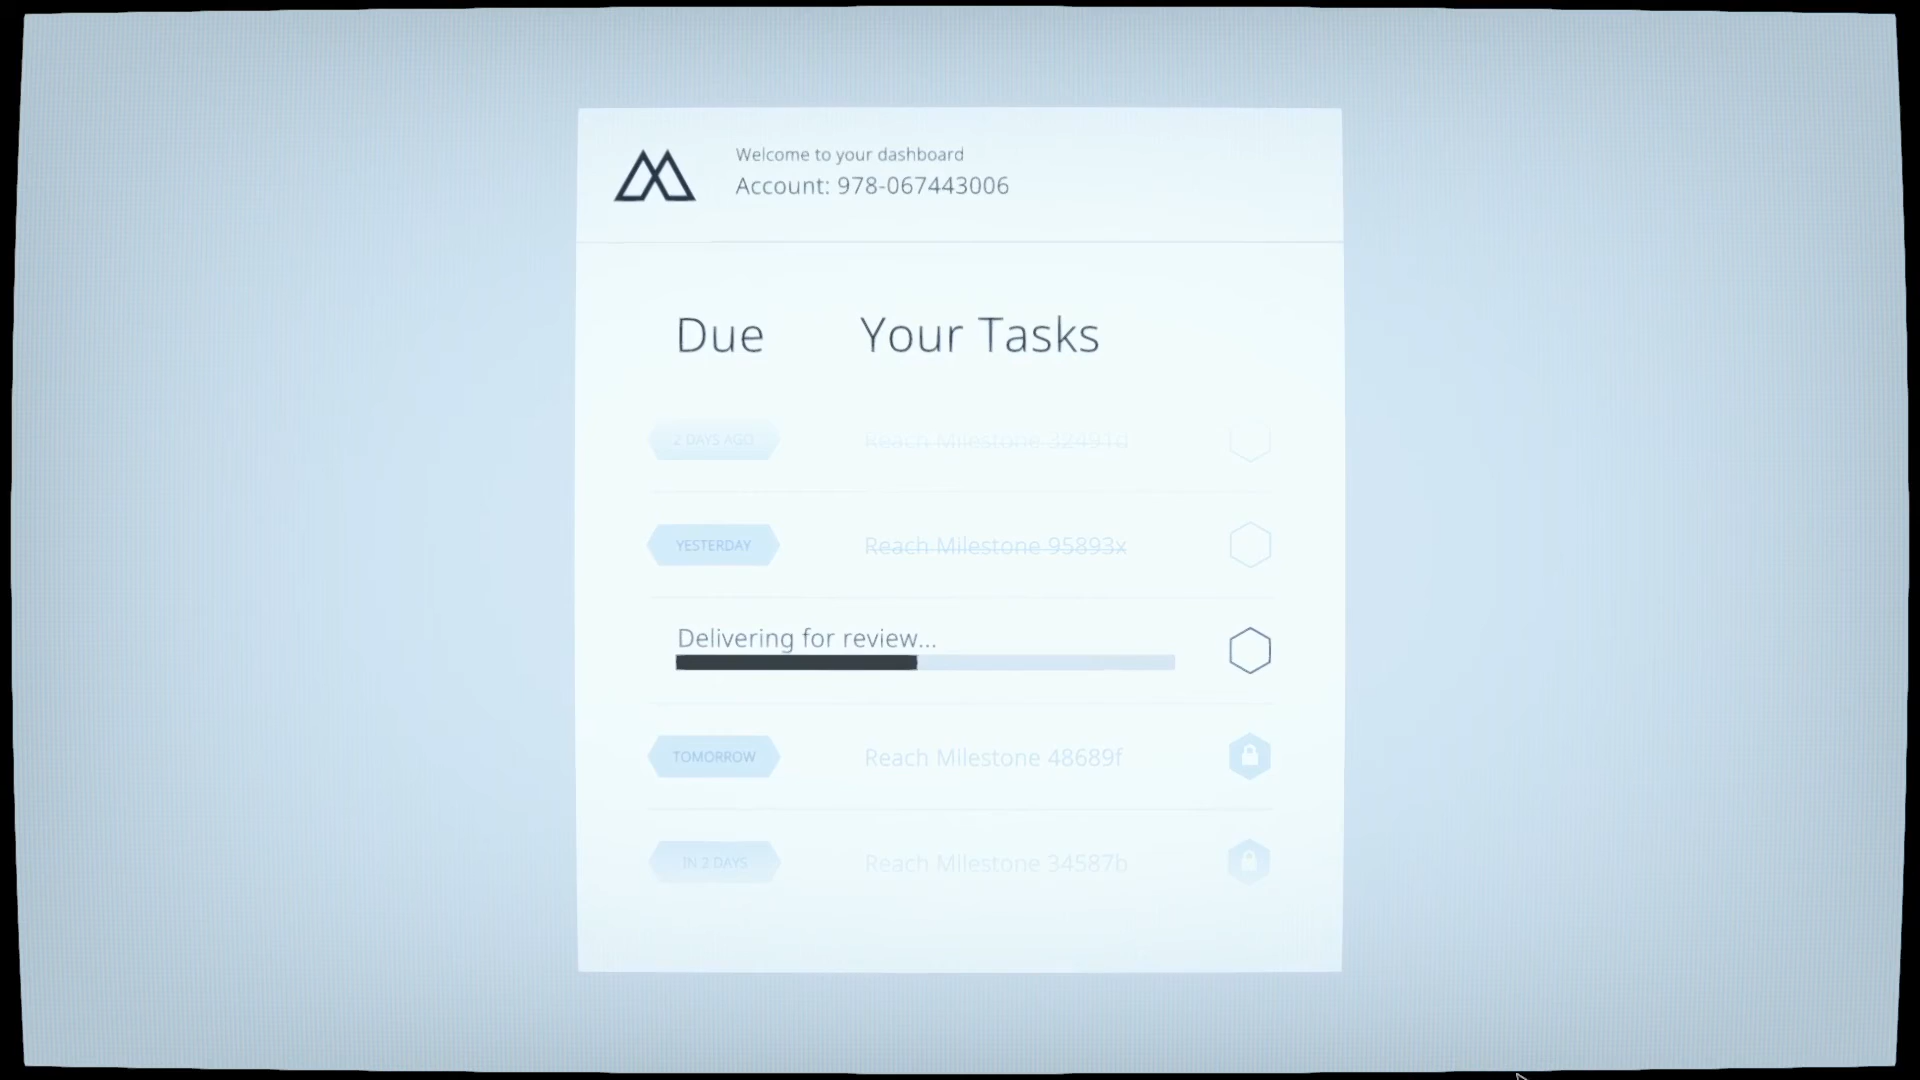 Welcome to your dashboard
Account: 978-067443006
Due Your Tasks
2 DAYS AGO Reach Milestone 32491d
YESTERDAY Reach Milestone 95893x
Delivering for review...
TOMORROW Reach Milestone 48689f
IN 2 DAYS Reach Milestone 34587b